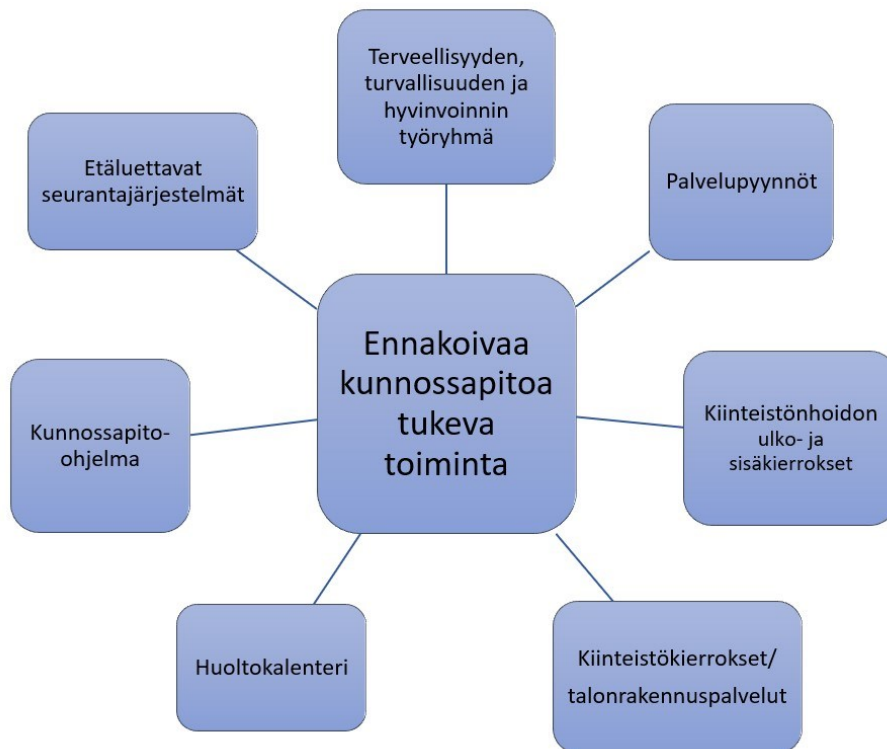 Terveellisyyden,
turvallisuuden ja
hyvinvoinnin
työryhmä
Etäluettavat
seurantajärjestelmät
Palvelupyynnöt
Ennakoivaa
kunnossapitoa
tukeva
toiminta
Kunnossapito-
ohjelma
Kiinteistönhoidon
ulko- ja
sisäkierrokset
Huoltokalenteri
Kiinteistökierrokset/
talonrakennuspalvelut